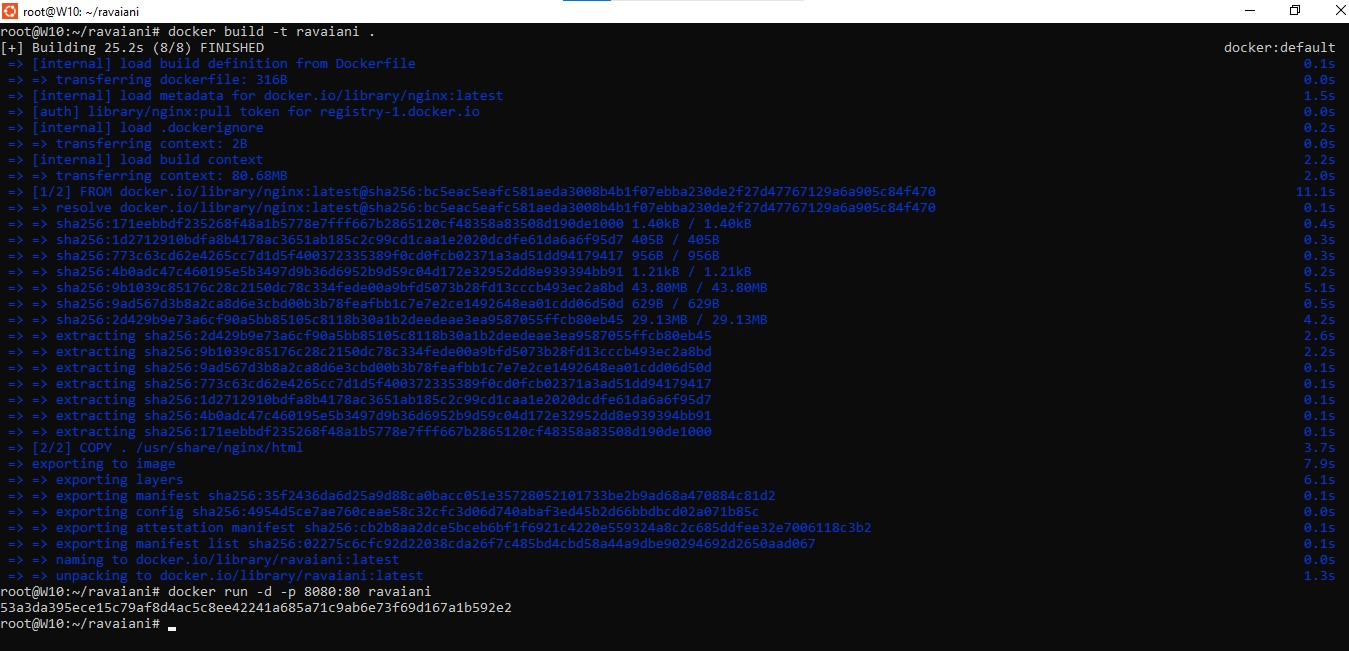 root@W10: ~/ravaiani
root@W10:~/ravaiani# docker build -t ravaiani .
[+] Building 25.2s (8/8) FINISHED docker:default
=> [internal] load build definition from Dockerfile 0.1s
=> => transferring dockerfile: 316B 0.0s
=> [internal] load metadata for docker.io/library/nginx:latest 1.5s
=> [auth] library/nginx:pull token for registry-1.docker.io 0.0s
=> [internal] load .dockerignore 0.2s
=> => transferring context: 2B 0.0s
=> [internal] load build context 2.2s
=> => transferring context: 80.68MB 2.0s
=> [1/2] FROM docker.io/library/nginx:latest@sha256:bc5eac5eafc581aeda3008b4b1f07ebba230de2f27d47767129a6a905c84f470 11.1s
=> => resolve docker.io/library/nginx:latest@sha256:bc5eac5eafc581aeda3008b4b1f07ebba230de2f27d47767129a6a905c84f470 0.1s
=> => sha256:171eebbdf235268f48a1b5778e7fff667b2865120cf48358a83508d190de1000 1.40kB / 1.40kB 0.4s
=> => sha256:1d2712910bdfa8b4178ac3651ab185c2c99cd1caa1e2020dcdfe61da6a6f95d7 405B / 405B 0.3s
=> => sha256:773c63cd62e4265cc7d1d5f400372335389f0cd0fcb02371a3ad51dd94179417 956B / 956B 0.3s
=> => sha256:4b0adc47c460195e5b3497d9b36d6952b9d59c04d172e32952dd8e939394bb91 1.21kB / 1.21kB 0.2s
=> => sha256:9b1039c85176c28c2150dc78c334fede00a9bfd5073b28fd13cccb493ec2a8bd 43.80MB / 43.80MB 5.1s
=> => sha256:9ad567d3b8a2ca8d6e3cbd00b3b78feafbb1c7e7e2ce1492648ea01cdd06d50d 629B / 629B 0.5s
=> => sha256:2d429b9e73a6cf90a5bb85105c8118b30a1b2deedeae3ea9587055ffcb80eb45 29.13MB / 29.13MB 4.2s
=> => extracting sha256:2d429b9e73a6cf90a5bb85105c8118b30a1b2deedeae3ea9587055ffcb80eb45 2.6s
=> => extracting sha256:9b1039c85176c28c2150dc78c334fede00a9bfd5073b28fd13cccb493ec2a8bd 2.2s
=> => extracting sha256:9ad567d3b8a2ca8d6e3cbd00b3b78feafbb1c7e7e2ce1492648ea01cdd06d50d 0.1s
=> => extracting sha256:773c63cd62e4265cc7d1d5f400372335389f0cd0fcb02371a3ad51dd94179417 0.1s
=> => extracting sha256:1d2712910bdfa8b4178ac3651ab185c2c99cd1caa1e2020dcdfe61da6a6f95d7 0.1s
=> => extracting sha256:4b0adc47c460195e5b3497d9b36d6952b9d59c04d172e32952dd8e939394bb91 0.1s
=> => extracting sha256:171eebbdf235268f48a1b5778e7fff667b2865120cf48358a83508d190de1000 0.1s
=> [2/2] COPY . /usr/share/nginx/html 3.7s
=> exporting to image 7.9s
=> => exporting layers 6.1s
=> => exporting manifest sha256:35f2436da6d25a9d88ca0bacc051e35728052101733be2b9ad68a470884c81d2 0.1s
=> => exporting config sha256:4954d5ce7ae760ceae58c32cfc3d06d740abaf3ed45b2d66bbdbcd02a071b85c 0.0s
=> => exporting attestation manifest sha256:cb2b8aa2dce5bceb6bf1f6921c4220e559324a8c2c685ddfee32e7006118c3b2 0.1s
=> => exporting manifest list sha256:02275c6cfc92d22038cda26f7c485bd4cbd58a44a9dbe90294692d2650aad067 0.1s
=> => naming to docker.io/library/ravaiani:latest 0.0s
=> => unpacking to docker.io/library/ravaiani:latest 1.3s
root@W10:~/ravaiani# docker run -d -p 8080:80 ravaiani
53a3da395ece15c79af8d4ac5c8ee42241a685a71c9ab6e73f69d167a1b592e2
root@W10:~/ravaiani#